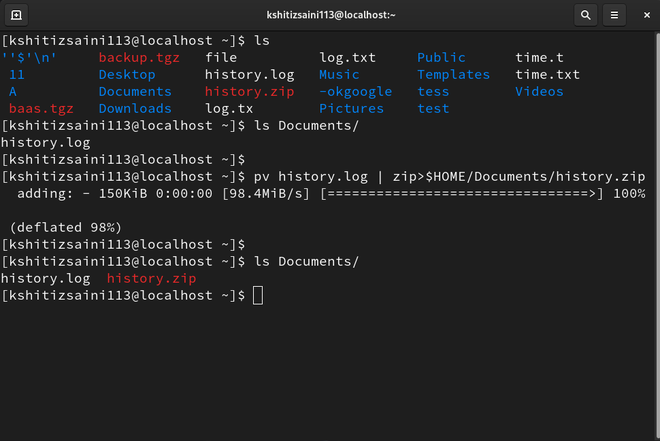 kshitizsaini113@localhost:~
[kshitizsaini113@localhost ~]$ ls
''$'\n' backup.tgz file log.txt Public time.t
11 Desktop history.log Music Templates time.txt
A Documents history.zip -okgoogle tess Videos
baas.tgz Downloads log.tx Pictures test
[kshitizsaini113@localhost ~]$ ls Documents/
history.log
[kshitizsaini113@localhost ~]$
[kshitizsaini113@localhost ~]$ pv history.log | zip>$HOME/Documents/history.zip
adding: - 150KiB 0:00:00 [98.4MiB/s] [================================>] 100%
(deflated 98%)
[kshitizsaini113@localhost ~]$
[kshitizsaini113@localhost ~]$ ls Documents/
history.log history.zip
[kshitizsaini113@localhost ~]$